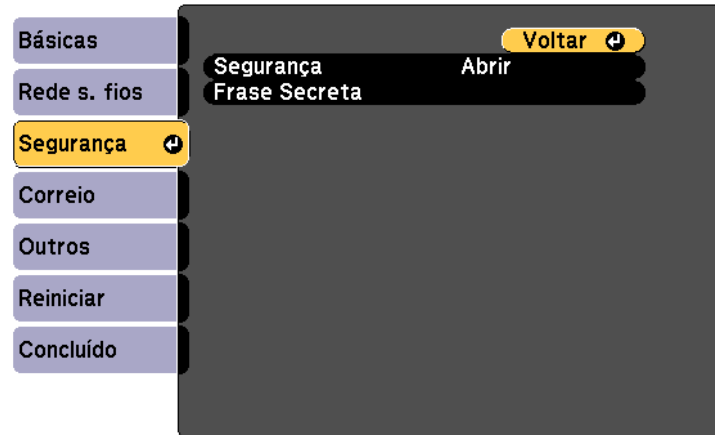 Básicas
Rede s. fios
Segurança
Correio
Outros
Reiniciar
Concluído
Voltar
Segurança Abrir
Frase Secreta